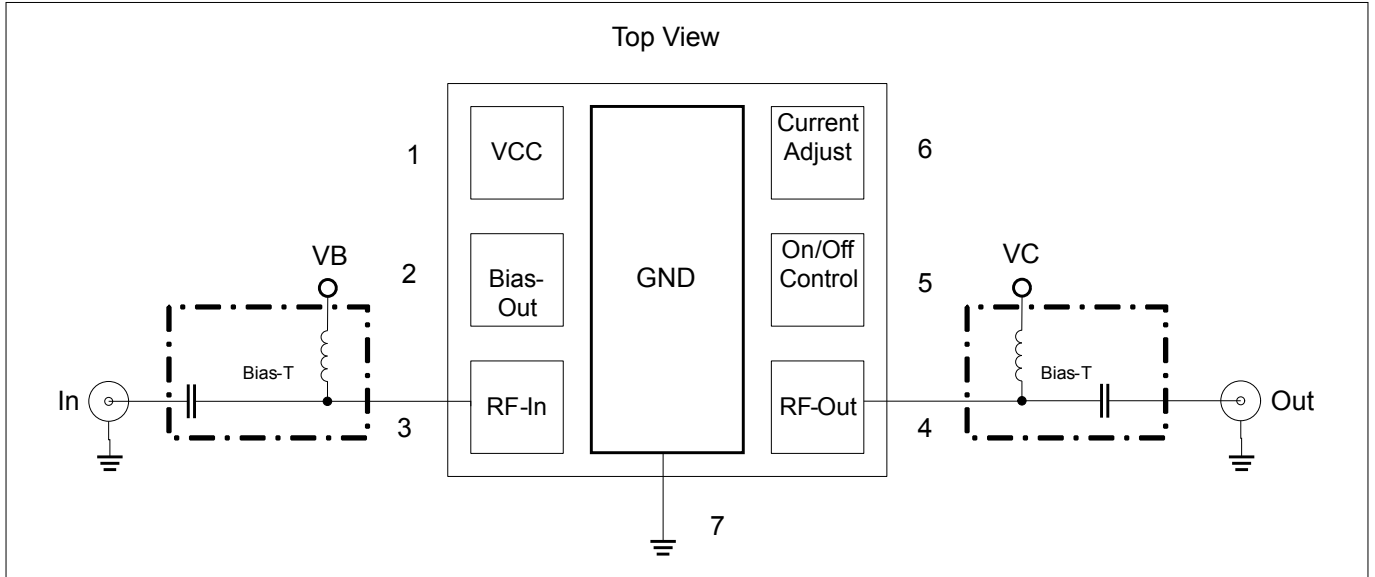 Top View
1
VCC
Current
Adjust
6
2
Bias-
Out
GND
On/Off
Control
5
VB
VC
Bias-T
Bias-T
In
3
RF-In
RF-Out
4
Out
7